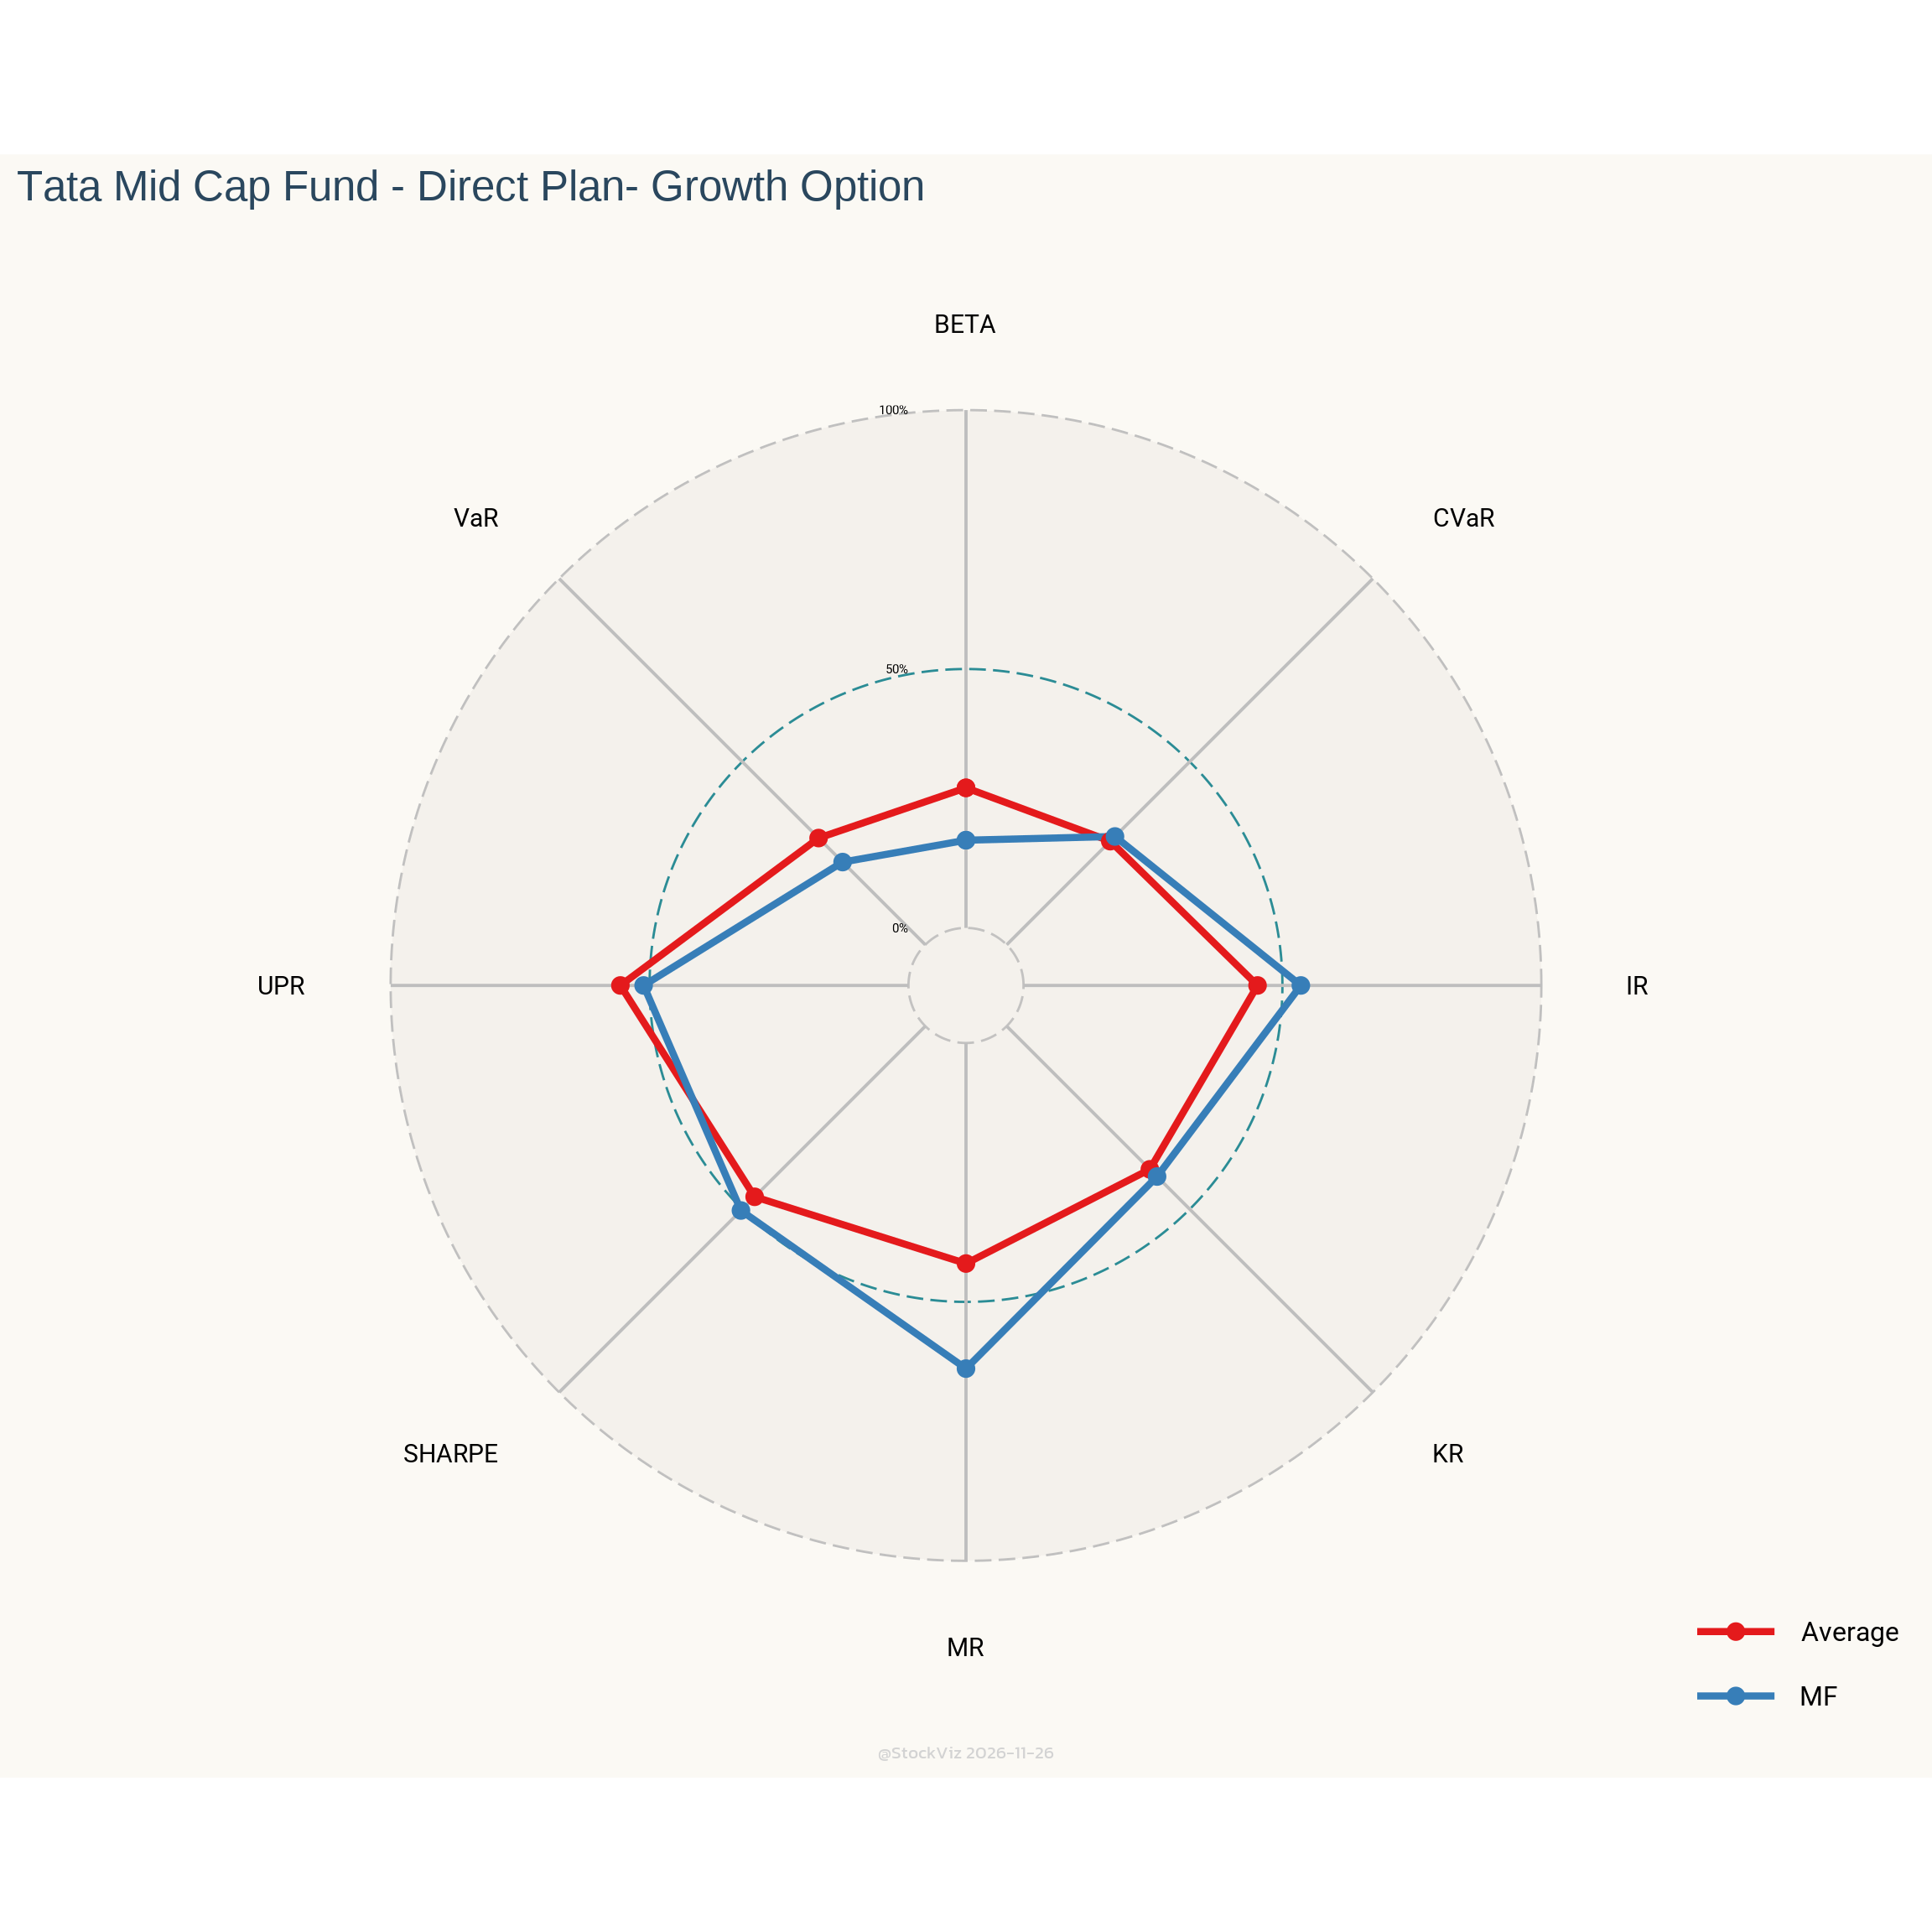 Tata Mid Cap Fund - Direct Plan- Growth Option
BETA
100%
VaR
CVaR
50%
0%
UPR
IR
SHARPE
KR
MR
Average
MF
@StockViz 2026-11-26